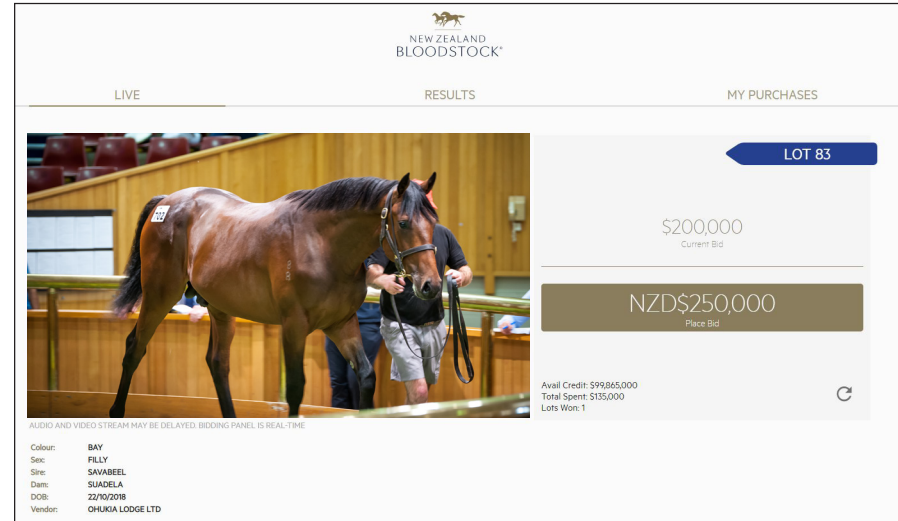 NEW ZEALAND
BLOODSTOCK®
LIVE
RESULTS
MY PURCHASES
LOT 83
702
$200,000
Current Bid
NZD$250,000
Place Bid
Avail Credit: $99,865,000
Total Spent: $135,000
Lots Won: 1
AUDIO AND VIDEO STREAM MAY BE DELAYED. BIDDING PANEL IS REAL-TIME
Colour: BAY
Sex: FILLY
Sire: SAVABEEL
Dam: SUADELA
DOB: 22/10/2018
Vendor: OHUKIA LODGE LTD